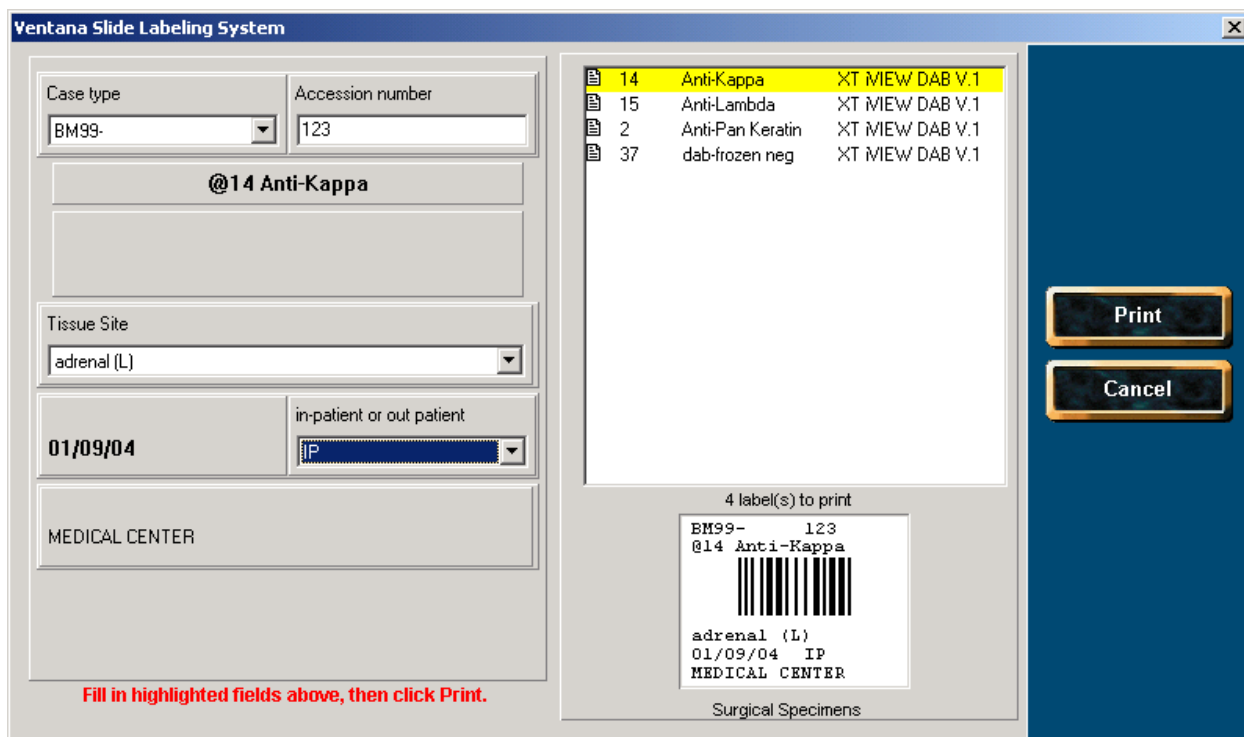 Ventana Slide Labeling System
Case type
Accession number
BM99-
123
@14 Anti-Kappa
Tissue Site
adrenal (L)
01/09/04
in-patient or out patient
IP
MEDICAL CENTER
Fill in highlighted fields above, then click Print.
14 Anti-Kappa XT iVIEW DAB V.1
15 Anti-Lambda XT iVIEW DAB V.1
2 Anti-Pan Keratin XT iVIEW DAB V.1
37 dab-frozen neg XT iVIEW DAB V.1
4 label(s) to print
BM99- 123
@14 Anti-Kappa
adrenal (L)
01/09/04 IP
MEDICAL CENTER
Surgical Specimens
Print
Cancel